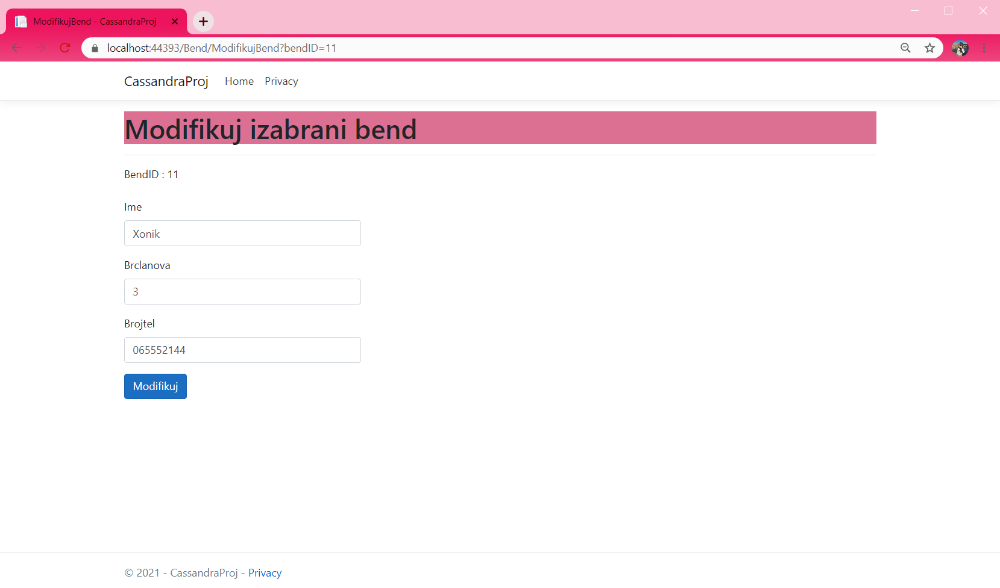 ModifikujBend - CassandraProj
localhost:44393/Bend/ModifikujBend?bendID=11
CassandraProj Home Privacy
Modifikuj izabrani bend
BendID : 11
Ime
Xonik
Brclanova
3
Brojtel
065552144
Modifikuj
© 2021 - CassandraProj - Privacy